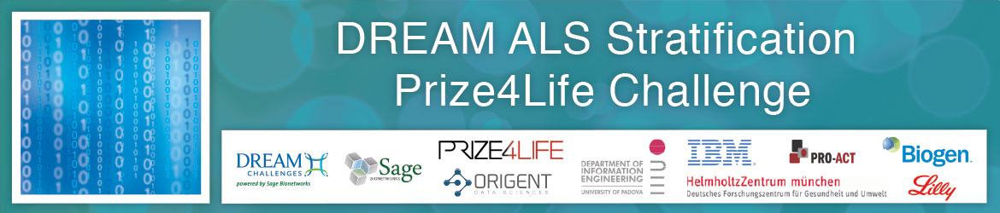 DREAM ALS Stratification
Prize4Life Challenge
DREAM
CHALLENGES
powered by Sage Bionetworks
Sage
BIONETWORKS
PRIZE4LIFE
ORIGENT
DATA SCIENCES
DEPARTMENT OF
INFORMATION
ENGINEERING
UNIVERSITY OF PADOVA
IBM®
PRO-ACT
Biogen™
HelmholtzZentrum münchen
Deutsches Forschungszentrum für Gesundheit und Umwelt
Lilly